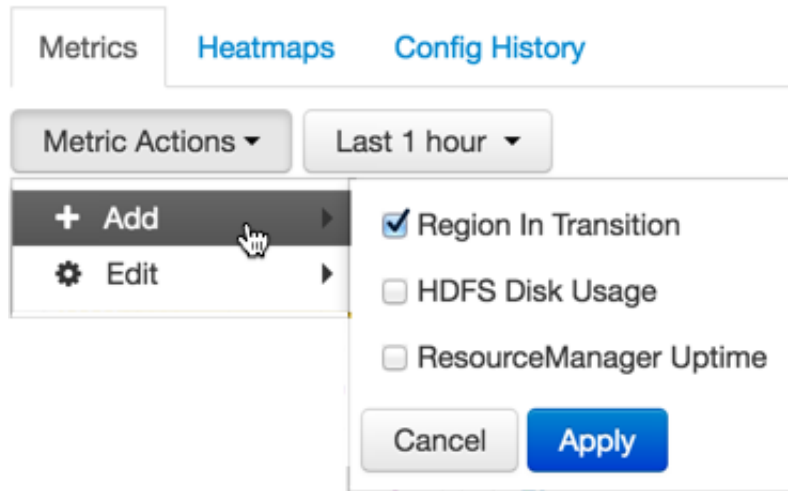 Metrics Heatmaps Config History
Metric Actions Last 1 hour
Add
Edit
Region In Transition
HDFS Disk Usage
ResourceManager Uptime
Cancel Apply